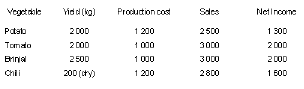 Vegetable Yield (kg) Production cost Sales Net Income
Potato 2 000 1 200 2 500 1 300
Tomato 2 000 1 000 3 000 2 000
Brinjal 2 500 1 000 3 000 2 000
Chilli 200 (dry) 1 200 2 800 1 600